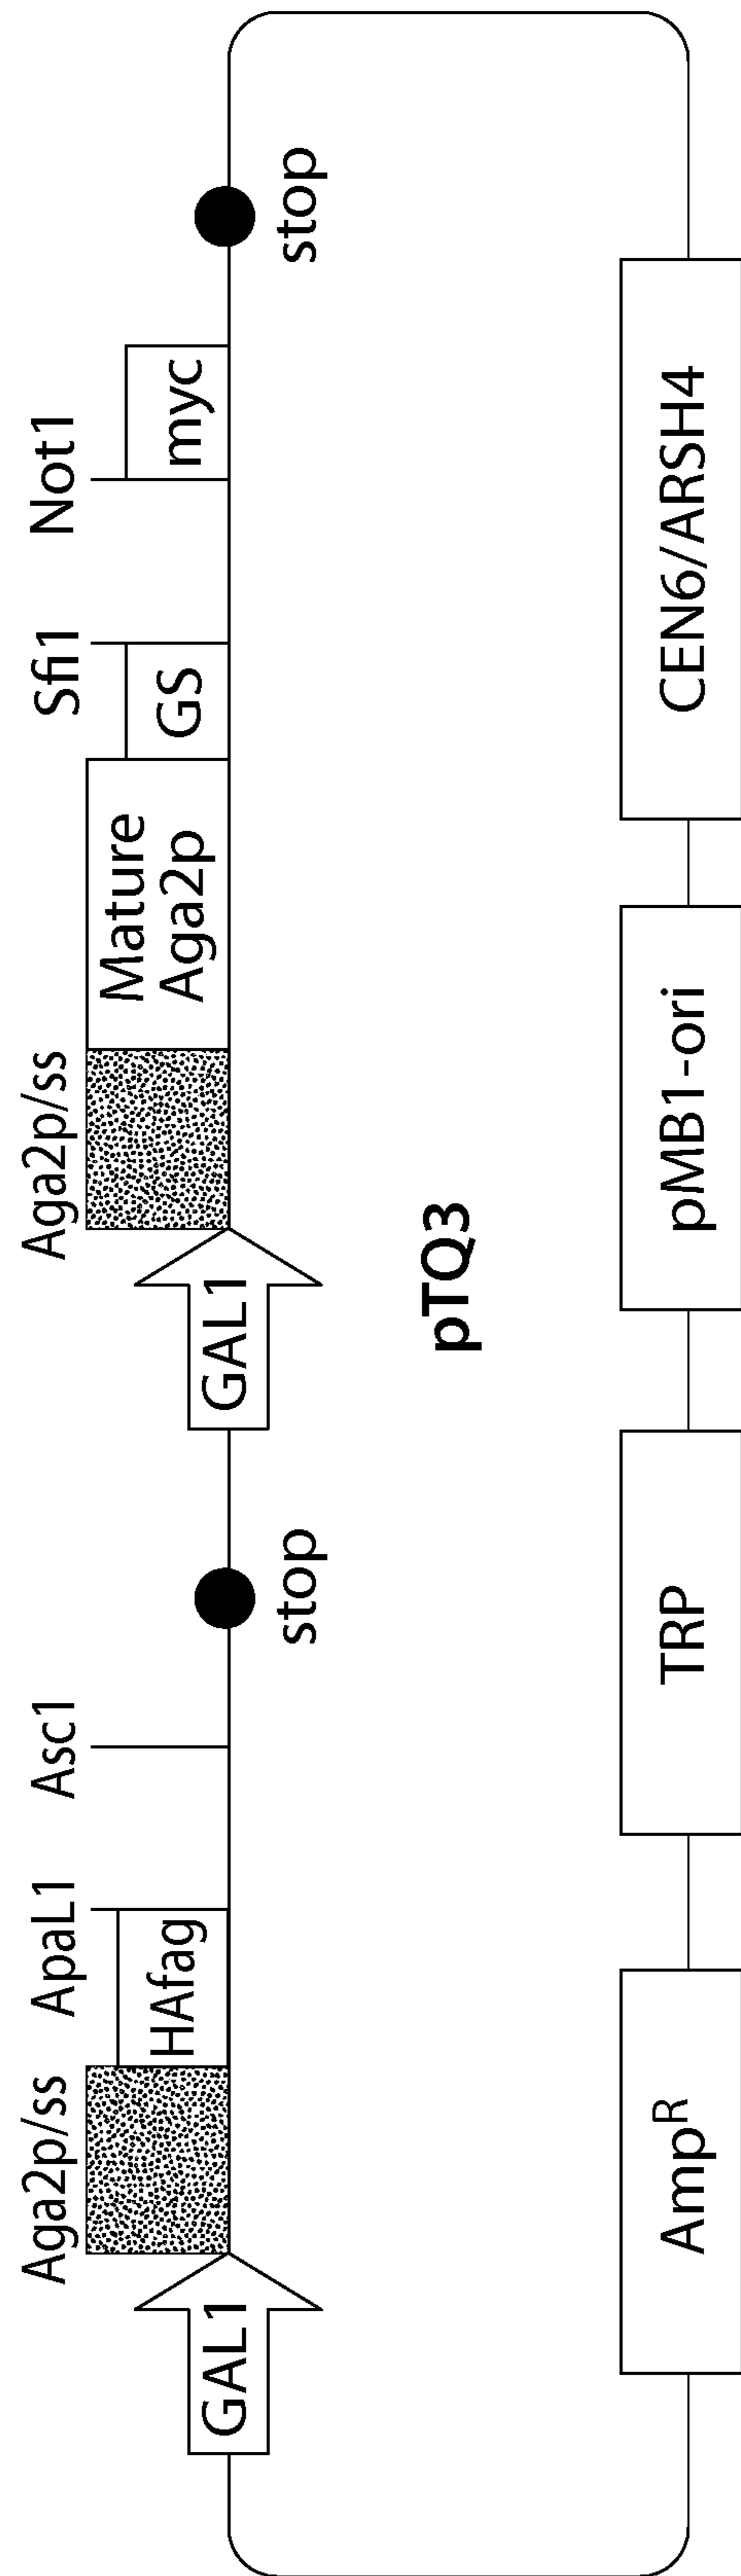 Aga2p/ss
ApaL1
Asc1
Aga2p/ss
Sfi1
Not1
GAL1
HAfag
stop
GAL1
Mature
Aga2p
GS
myc
stop
pTQ3
Amp^R
TRP
pMB1-ori
CEN6/ARSH4